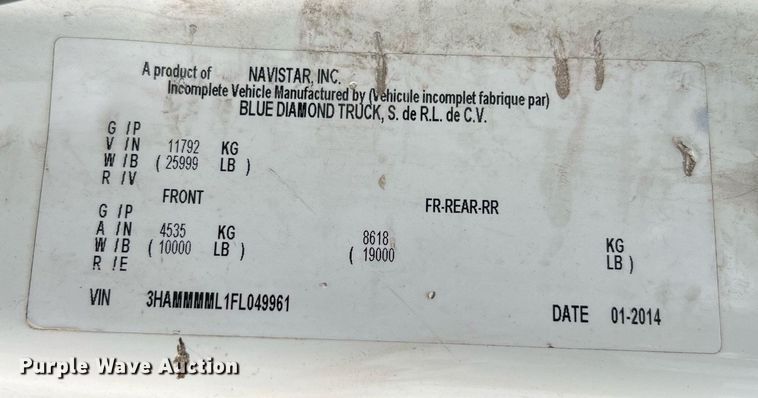 A product of NAVISTAR, INC.
Incomplete Vehicle Manufactured by (Vehicule incomplet fabrique par)
BLUE DIAMOND TRUCK, S. de R.L. de C.V.
G /P
V /N 11792 KG
W /B ( 25999 LB )
R /V
FRONT FR-REAR-RR
G /P
A /N 4535 KG 8618 KG
W /B ( 10000 LB ) ( 19000 LB )
R /E
VIN 3HAMMMML1FL049961 DATE 01-2014
Purple Wave Auction